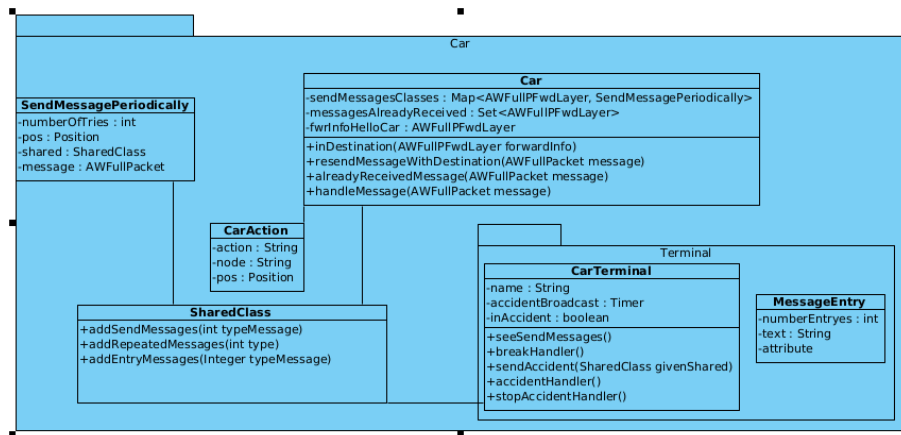 Car
SendMessagePeriodically
-numberOfTries : int
-pos : Position
-shared : SharedClass
-message : AWFullPacket
Car
-sendMessagesClasses : Map<AWFullPFwdLayer, SendMessagePeriodically>
-messagesAlreadyReceived : Set<AWFullPFwdLayer>
-fwrInfoHelloCar : AWFullPFwdLayer
+inDestination(AWFullPFwdLayer forwardInfo)
+resendMessageWithDestination(AWFullPacket message)
+alreadyReceivedMessage(AWFullPacket message)
+handleMessage(AWFullPacket message)
CarAction
-action : String
-node : String
-pos : Position
SharedClass
+addSendMessages(int typeMessage)
+addRepeatedMessages(int type)
+addEntryMessages(Integer typeMessage)
Terminal
CarTerminal
-name : String
-accidentBroadcast : Timer
-inAccident : boolean
+seeSendMessages()
+breakHandler()
+sendAccident(SharedClass givenShared)
+accidentHandler()
+stopAccidentHandler()
MessageEntry
-numberEntryes : int
-text : String
-attribute